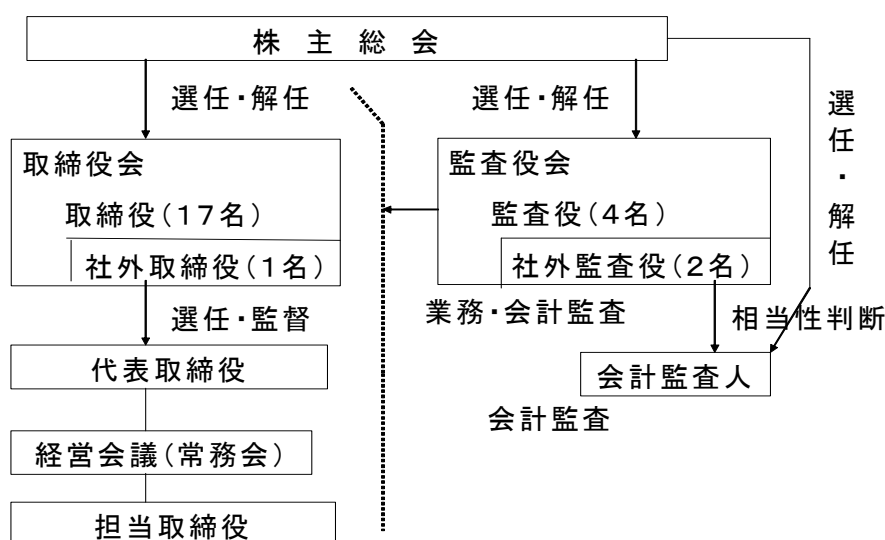 株主総会
選任・解任
選任・解任
選任・解任
取締役会
取締役(17名)
社外取締役(1名)
監査役会
監査役(4名)
社外監査役(2名)
選任・監督
業務・会計監査
相当性判断
代表取締役
会計監査人
会計監査
経営会議(常務会)
担当取締役